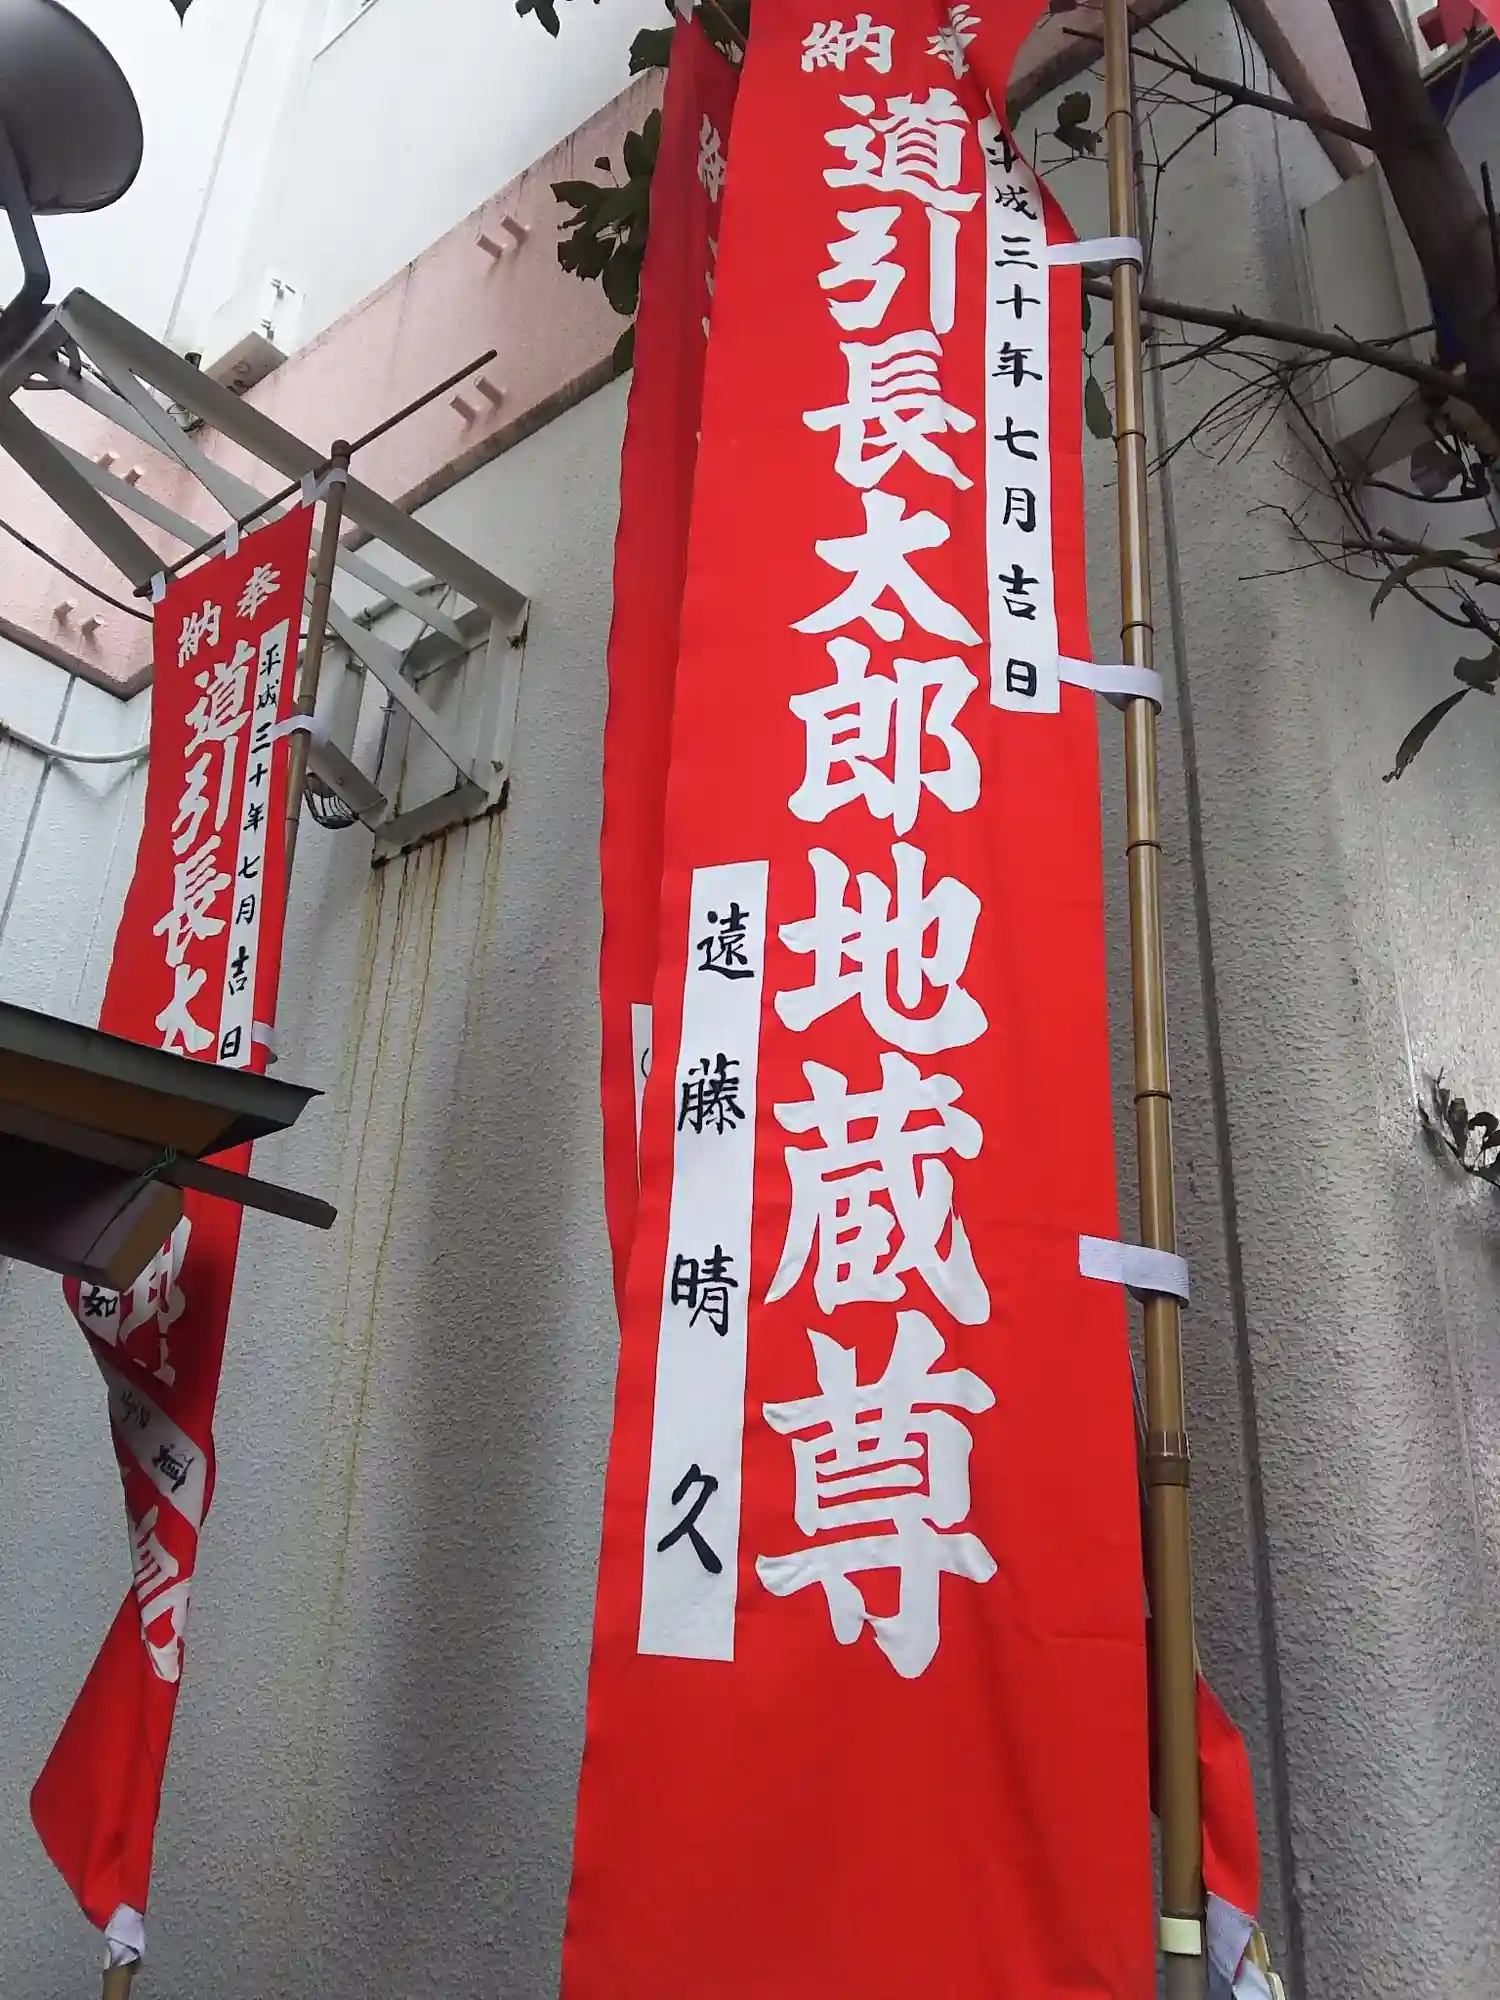 奉納
平成三十年七月吉日
道引長太郎地蔵尊
遠藤晴久
奉納
平成三十年七月吉日
道引長太
如